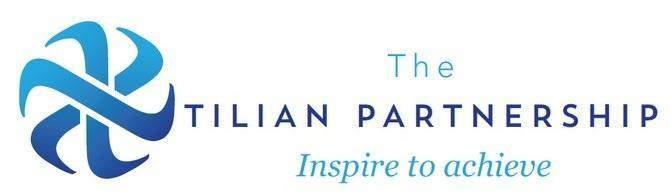 The
TILIAN PARTNERSHIP
Inspire to achieve